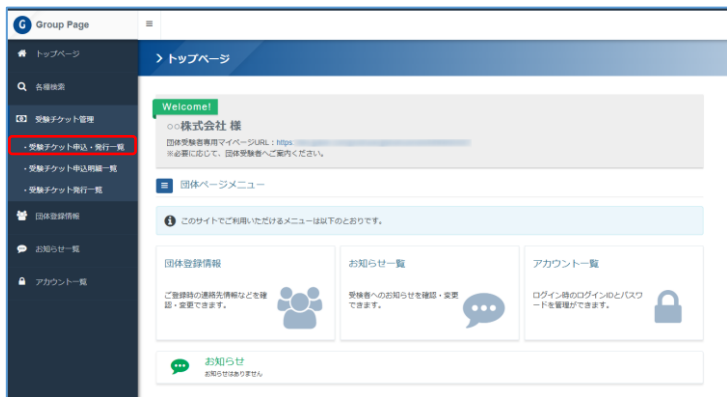 G Group Page
トップページ
各種検索
受験チケット管理
・受験チケット申込・発行一覧
・受験チケット申込明細一覧
・受験チケット発行一覧
団体登録情報
お知らせ一覧
アカウント一覧
トップページ
Welcome!
○○株式会社 様
団体受験者専用マイページURL：https
※必要に応じて、団体受験者へご案内ください。
団体ページメニュー
このサイトでご利用いただけるメニューは以下のとおりです。
団体登録情報
ご登録時の連絡先情報などを確
認・変更できます。
お知らせ一覧
受検者へのお知らせを確認・変更
できます。
アカウント一覧
ログイン時のログインIDとパスワ
ードを管理ができます。
お知らせ
お知らせはありません